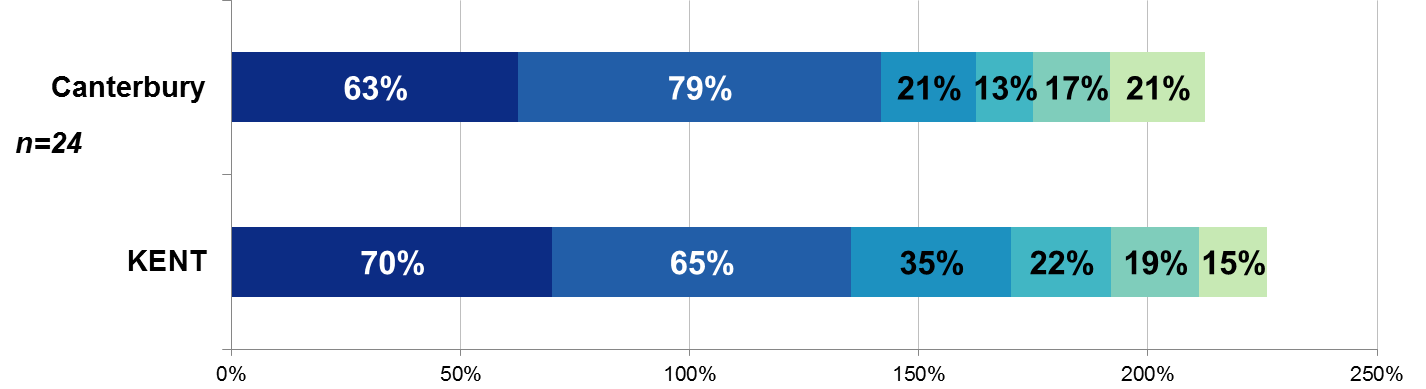 Canterbury 63% 79% 21% 13% 17% 21%
n=24
KENT 70% 65% 35% 22% 19% 15%
0% 50% 100% 150% 200% 250%